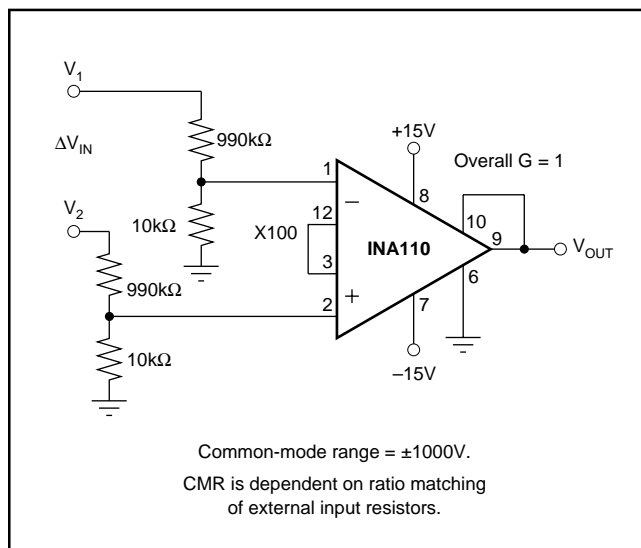 V1
ΔVIN
990kΩ
+15V
Overall G = 1
1
8
V2
10kΩ
12
–
10
X100
INA110
9
VOUT
3
990kΩ
+
6
2
7
10kΩ
–15V
Common-mode range = ±1000V.
CMR is dependent on ratio matching
of external input resistors.